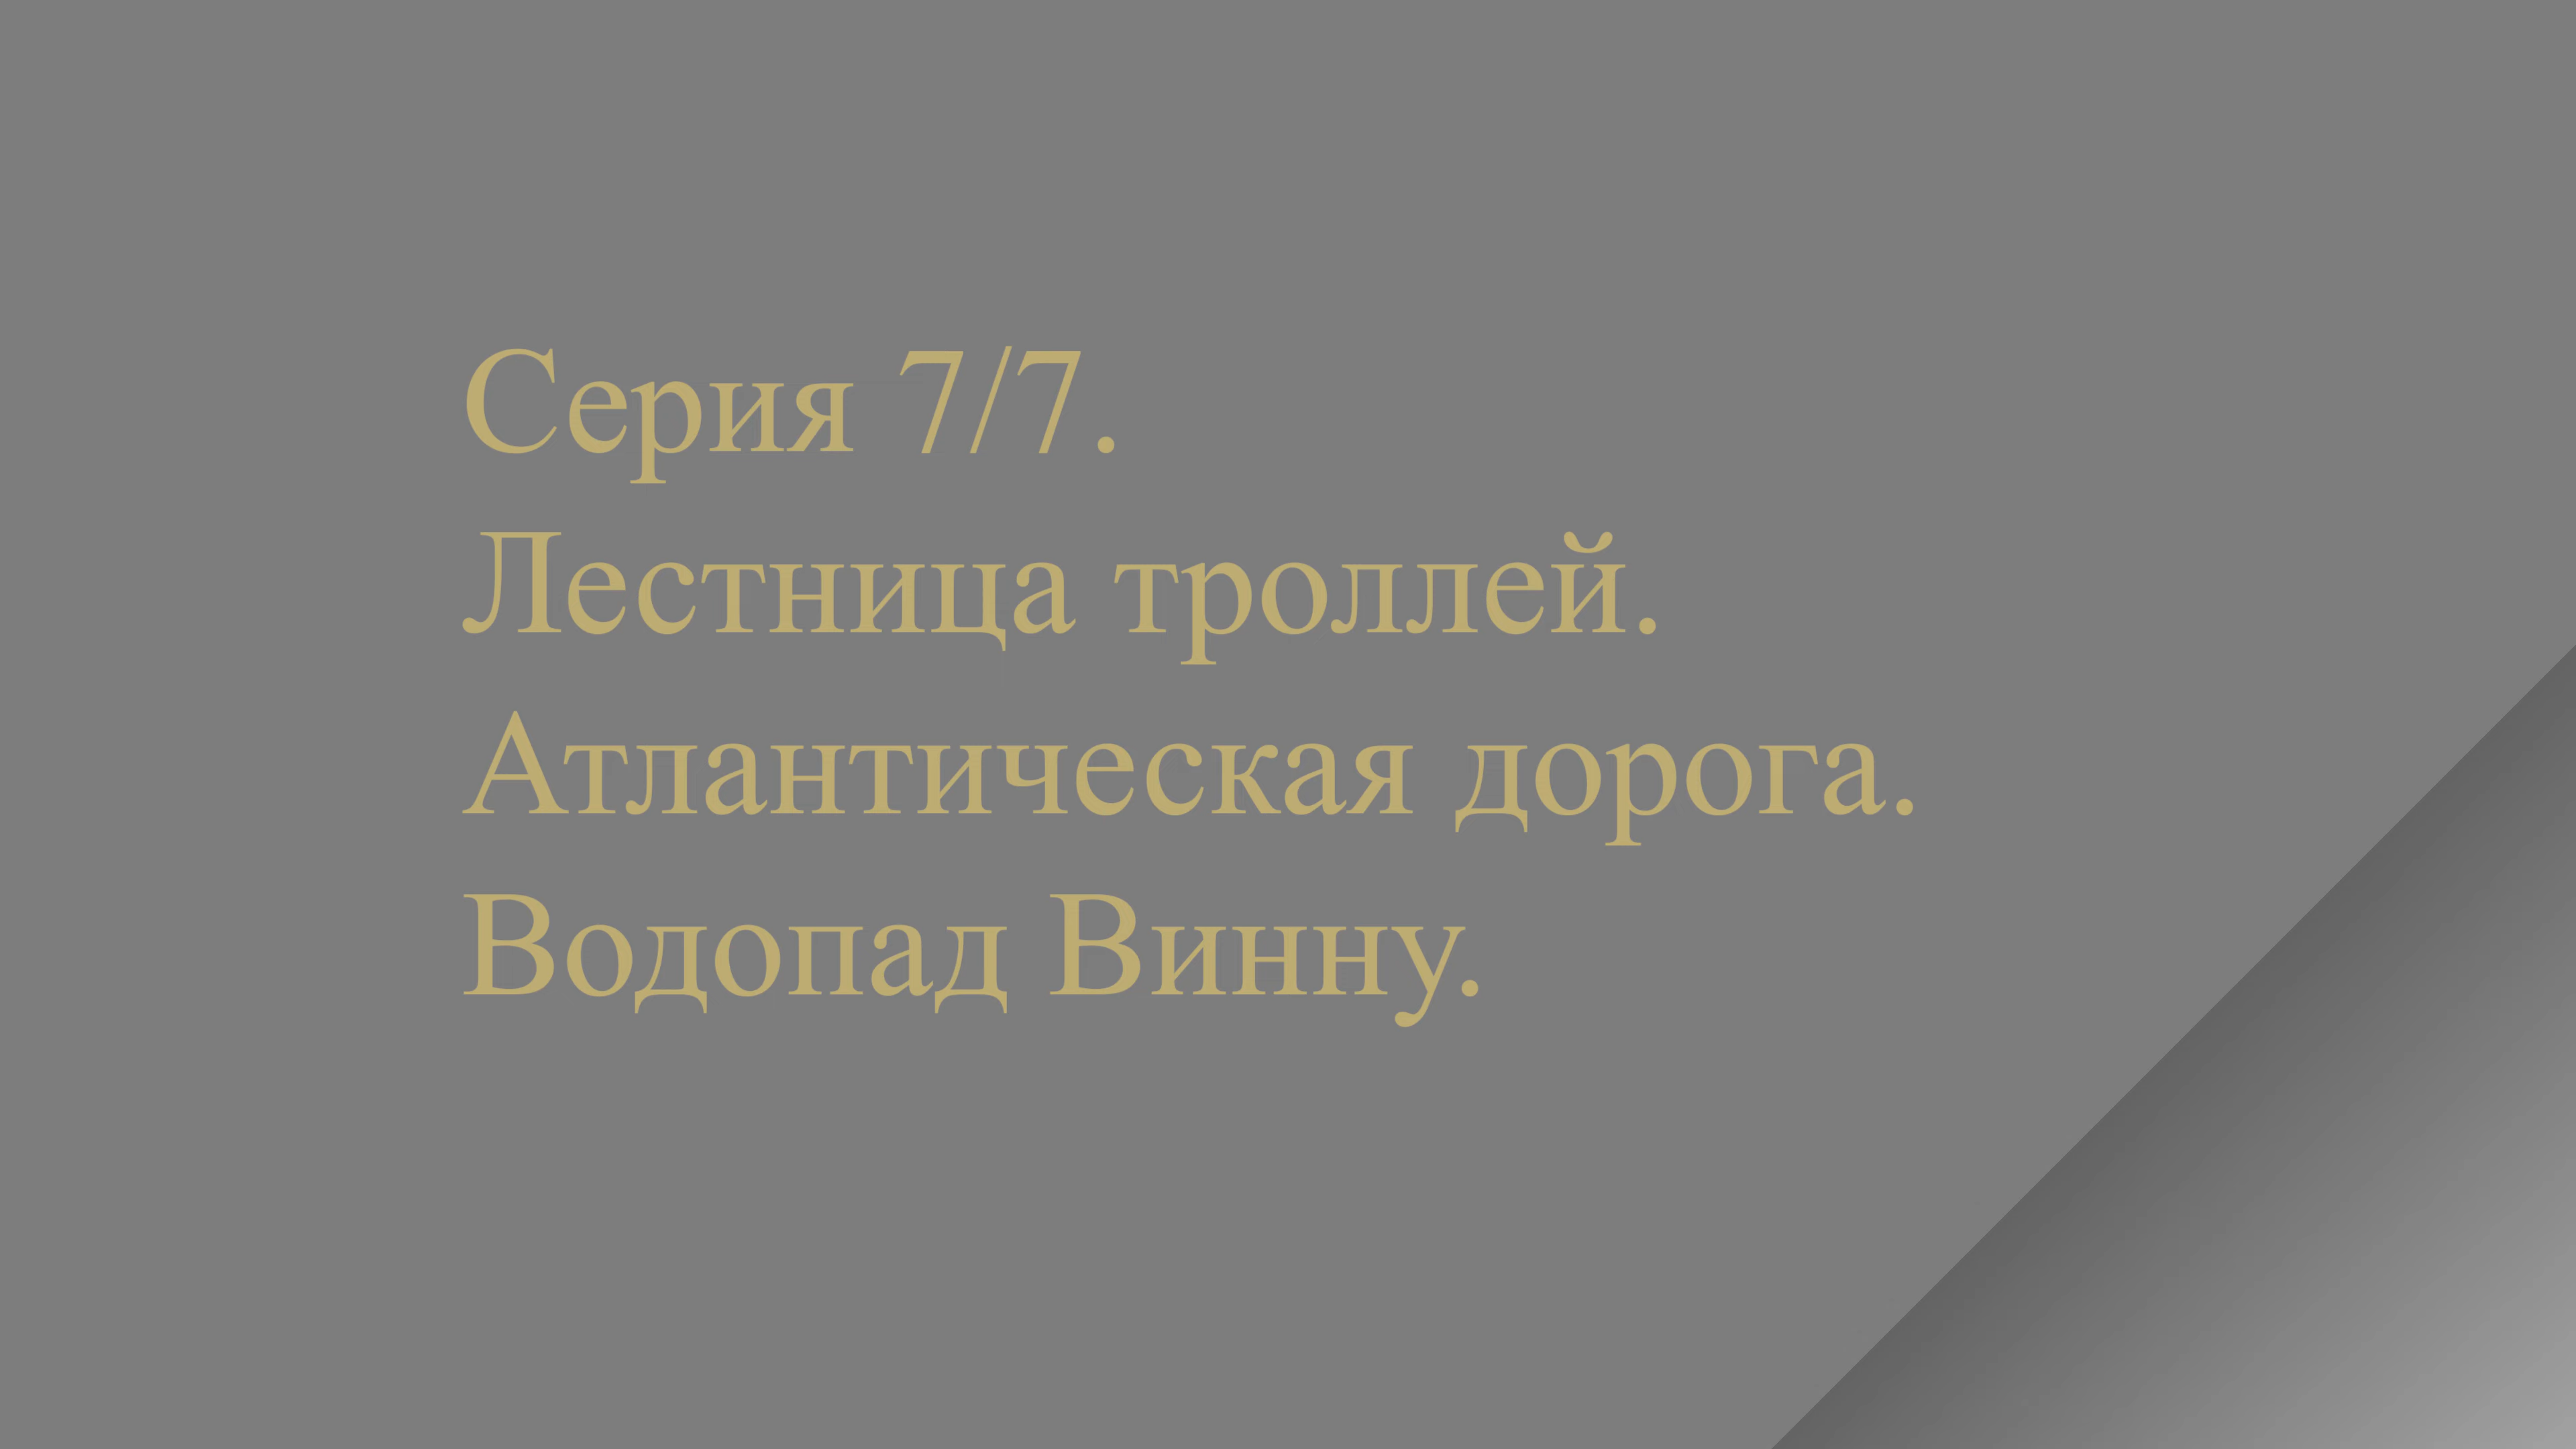 Серия 7/7.
Лестница троллей.
Атлантическая дорога.
Водопад Винну.